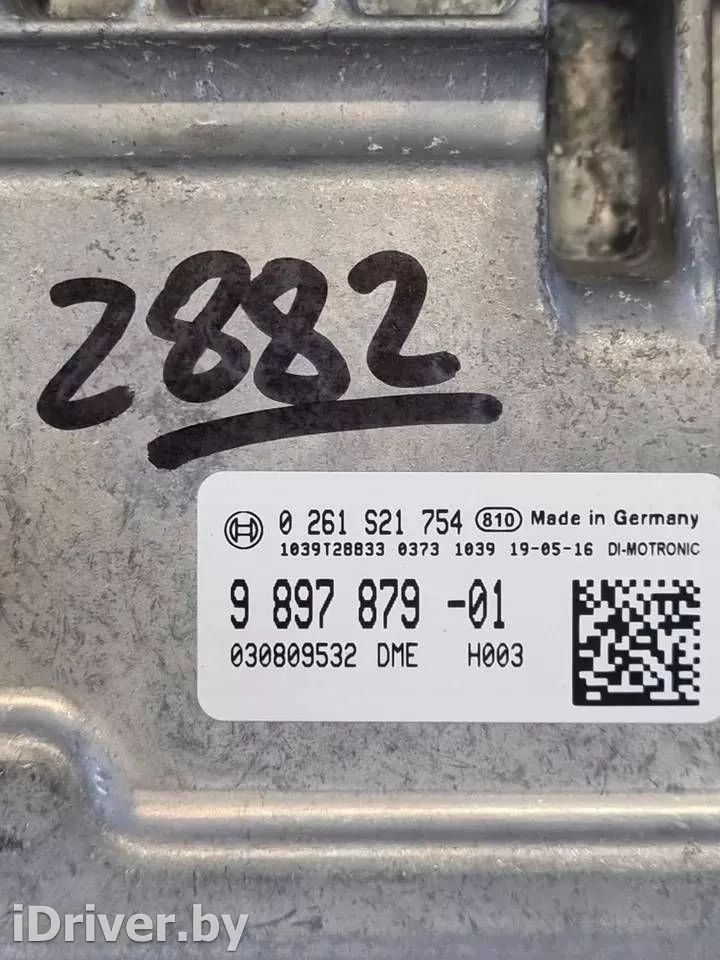 2882
0 261 S21 754 810 Made in Germany
1039T28833 0373 1039 19-05-16 DI-MOTRONIC
9 897 879 -01
030809532 DME H003
iDriver.by